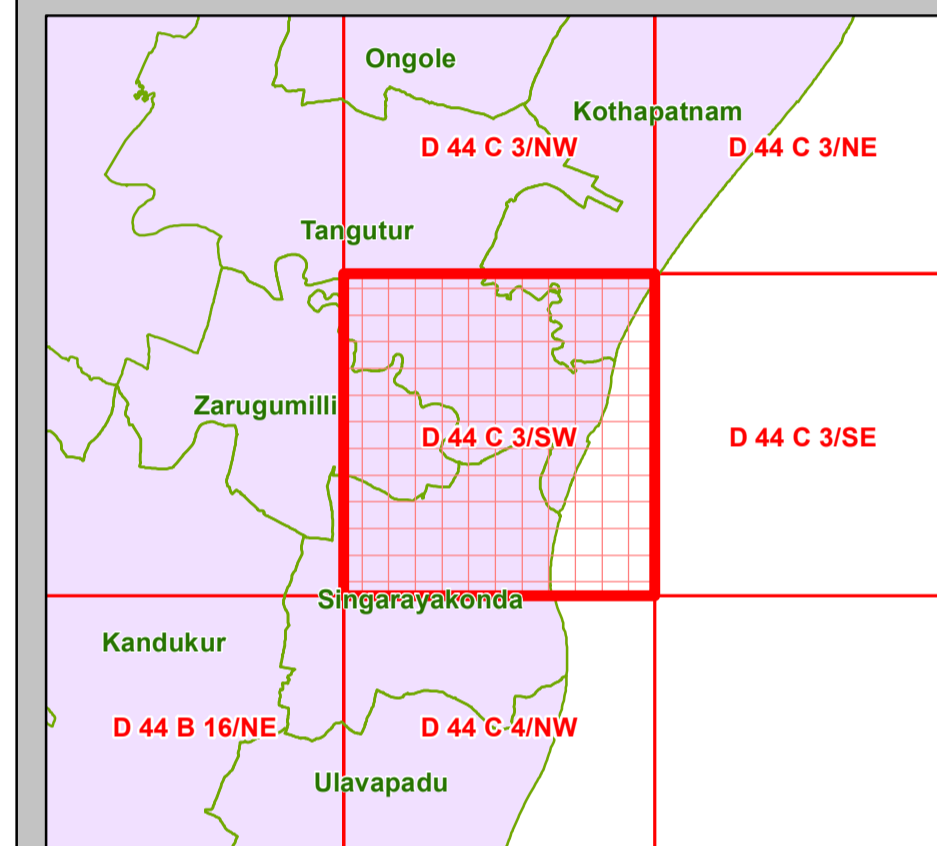 Ongole
Kothapatnam
D 44 C 3/NW
D 44 C 3/NE
Tangutur
Zarugumilli
D 44 C 3/SW
D 44 C 3/SE
Singarayakonda
Kandukur
D 44 B 16/NE
D 44 C 4/NW
Ulavapadu